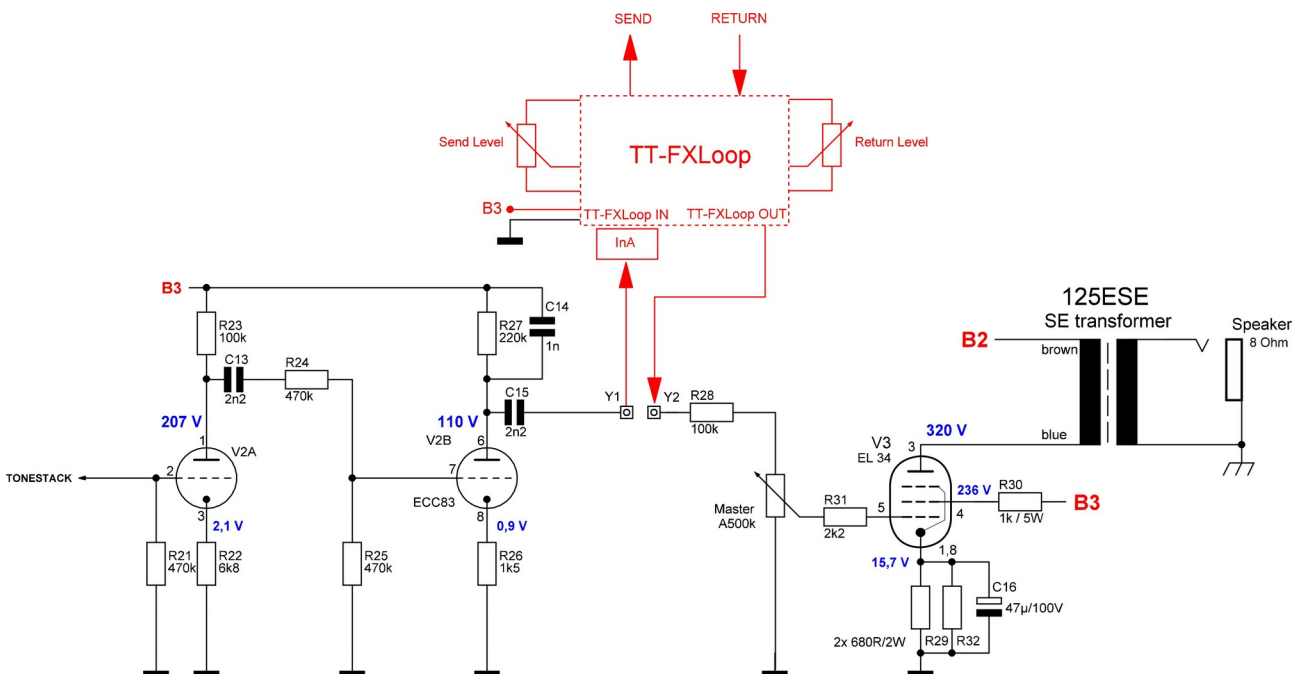 SEND
RETURN
Send Level
TT-FXLoop
Return Level
B3
TT-FXLoop IN
TT-FXLoop OUT
InA
B3
R23
100k
C13
2n2
R24
470k
R27
220k
C14
1n
C15
2n2
Y1
Y2
R28
100k
125ESE
SE transformer
B2
brown
blue
Speaker
8 Ohm
207 V
1
V2A
TONESTACK
2
3
2,1 V
R21
470k
R22
6k8
R25
470k
110 V
6
V2B
7
ECC83
8
0,9 V
R26
1k5
Master
A500k
R31
2k2
V3
EL 34
3
320 V
5
236 V
4
R30
1k / 5W
B3
15,7 V
1,8
C16
47µ/100V
2x 680R/2W
R29
R32